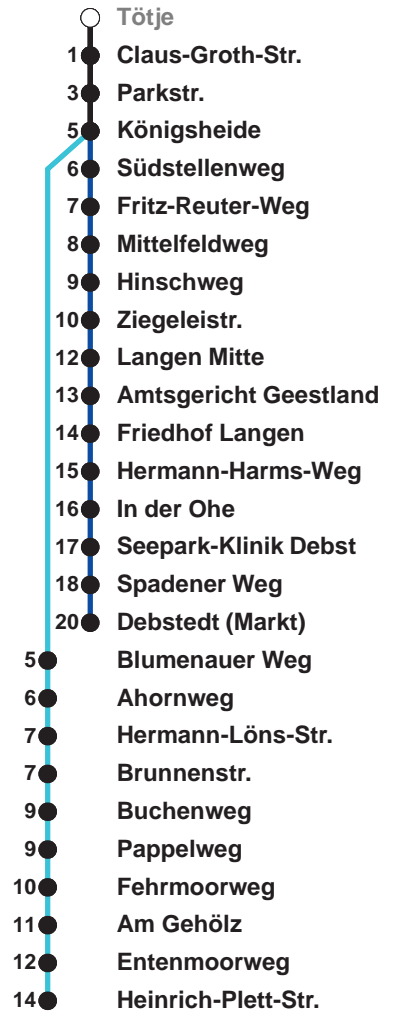 Tötje
1 Claus-Groth-Str.
3 Parkstr.
5 Königsheide
6 Südstellenweg
7 Fritz-Reuter-Weg
8 Mittelfeldweg
9 Hinschweg
10 Ziegeleistr.
12 Langen Mitte
13 Amtsgericht Geestland
14 Friedhof Langen
15 Hermann-Harms-Weg
16 In der Ohe
17 Seepark-Klinik Debst
18 Spadener Weg
20 Debstedt (Markt)
5 Blumenauer Weg
6 Ahornweg
7 Hermann-Löns-Str.
7 Brunnenstr.
9 Buchenweg
9 Pappelweg
10 Fehrmoorweg
11 Am Gehölz
12 Entenmoorweg
14 Heinrich-Plett-Str.